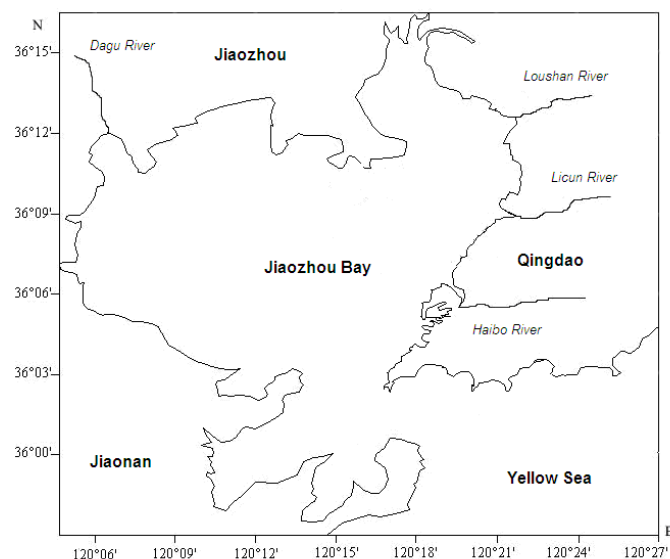 N
36°15'
Dagu River
Jiaozhou
Loushan River
36°12'
Licun River
36°09'
Jiaozhou Bay
Qingdao
36°06'
Haibo River
36°03'
36°00'
Jiaonan
Yellow Sea
E
120°06' 120°09' 120°12' 120°15' 120°18' 120°21' 120°24' 120°27'